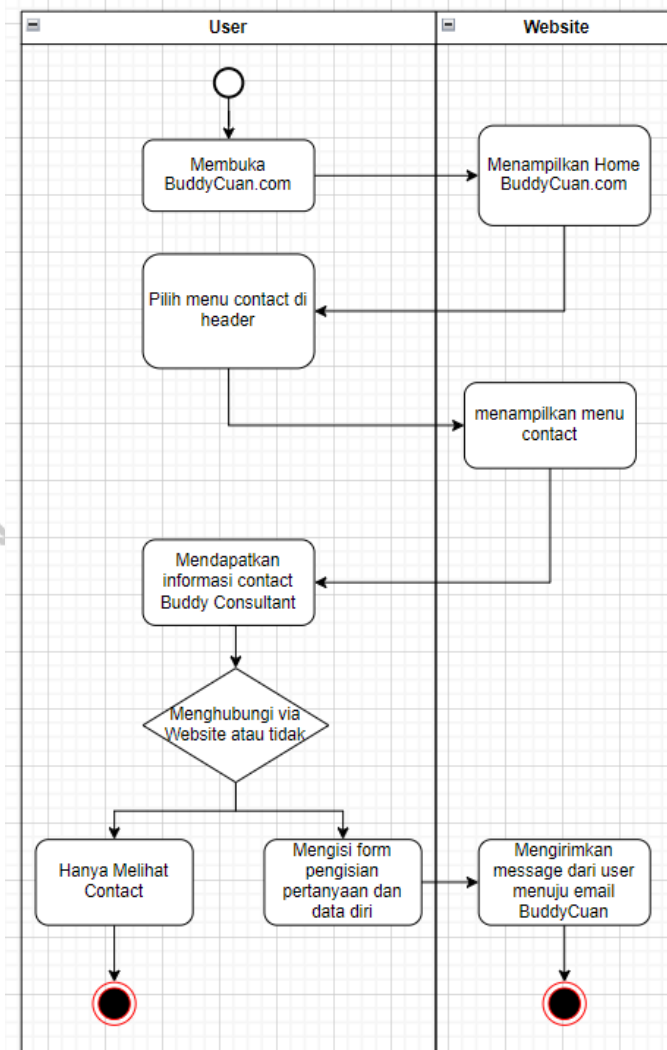 User
Website
Membuka
BuddyCuan.com
Menampilkan Home
BuddyCuan.com
Pilih menu contact di
header
menampilkan menu
contact
Mendapatkan
informasi contact
Buddy Consultant
Menghubungi via
Website atau tidak
Hanya Melihat
Contact
Mengisi form
pengisian
pertanyaan dan
data diri
Mengirimkan
message dari user
menuju email
BuddyCuan